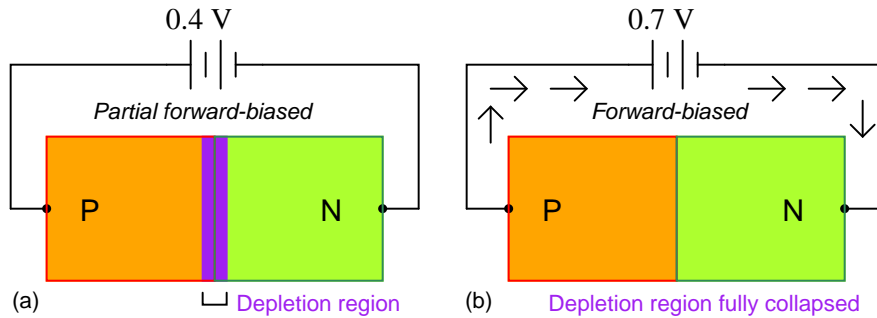 0.4 V
Partial forward-biased
P
N
(a)
Depletion region
0.7 V
Forward-biased
P
N
(b)
Depletion region fully collapsed